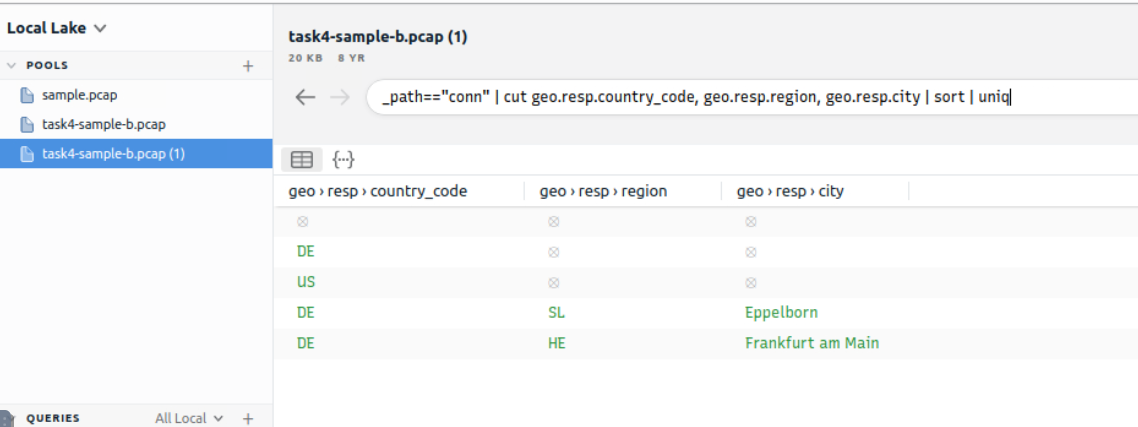 Local Lake
POOLS +
sample.pcap
task4-sample-b.pcap
task4-sample-b.pcap (1)
QUERIES All Local +
task4-sample-b.pcap (1)
20 KB 8 YR
_path=="conn" | cut geo.resp.country_code, geo.resp.region, geo.resp.city | sort | uniq
{···}
geo › resp › country_code geo › resp › region geo › resp › city
⊗ ⊗ ⊗
DE ⊗ ⊗
US ⊗ ⊗
DE SL Eppelborn
DE HE Frankfurt am Main